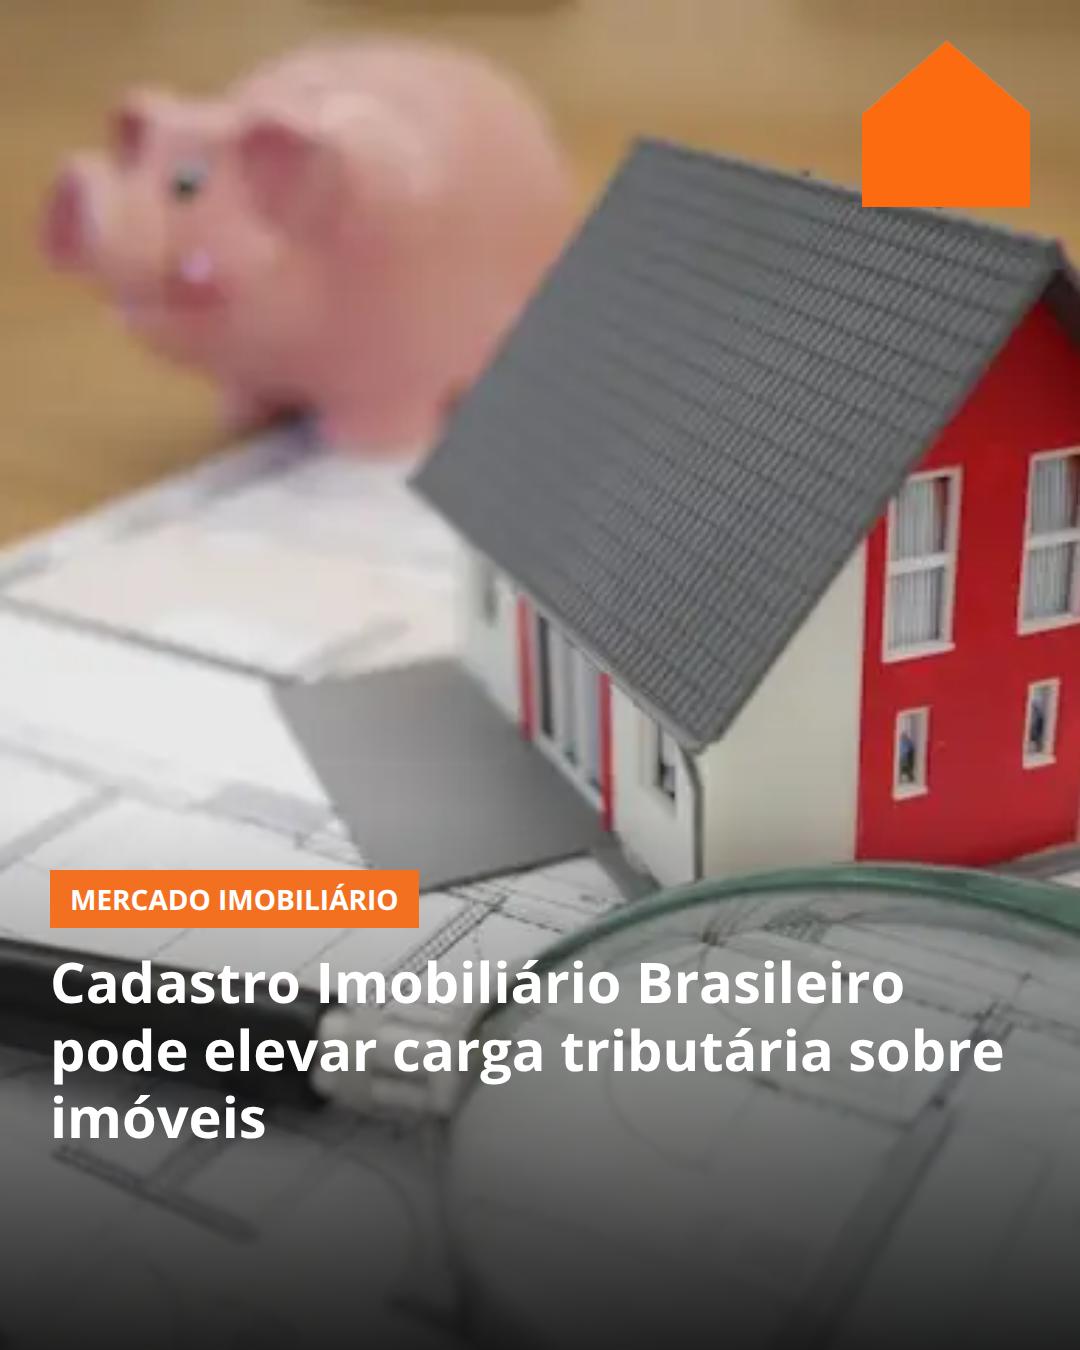 MERCADO IMOBILIÁRIO
Cadastro Imobiliário Brasileiro
pode elevar carga tributária sobre
imóveis